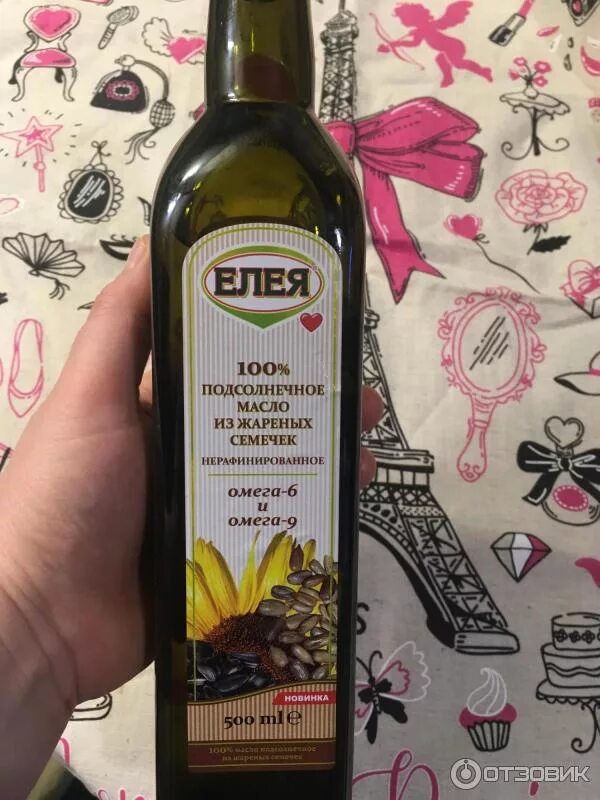 ЕЛЕЯ
100%
ПОДСОЛНЕЧНОЕ
МАСЛО
ИЗ ЖАРЕНЫХ
СЕМЕЧЕК
НЕРАФИНИРОВАННОЕ
омега-6
и
омега-9
НОВИНКА
500 ml ℮
100% масло подсолнечное
из жареных семечек
ОТЗОВИК